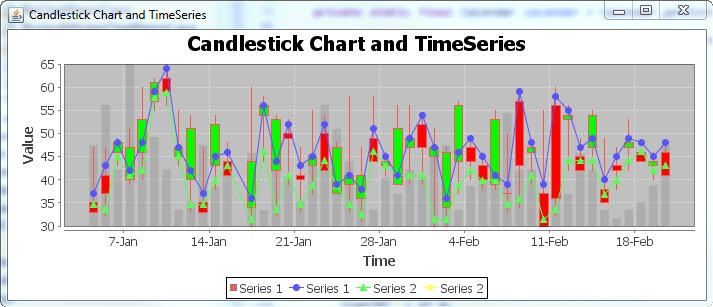 Candlestick Chart and TimeSeries
Candlestick Chart and TimeSeries
Value
65
60
55
50
45
40
35
30
7-Jan 14-Jan 21-Jan 28-Jan 4-Feb 11-Feb 18-Feb
Time
Series 1 Series 1 Series 2 Series 2